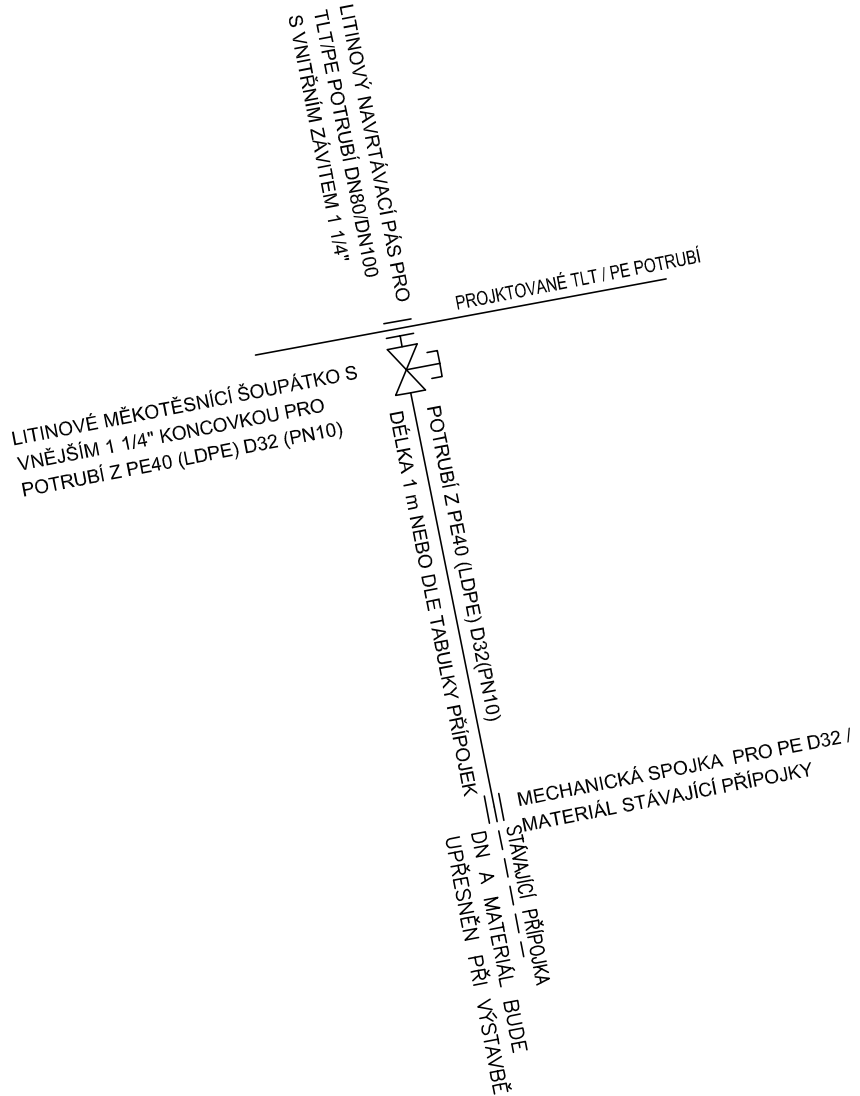 LITINOVÝ NAVRTÁVACÍ PÁS PRO
TLT/PE POTRUBÍ DN80/DN100
S VNITŘNÍM ZÁVITEM 1 1/4"
PROJKTOVANÉ TLT / PE POTRUBÍ
LITINOVÉ MĚKOTĚSNÍCÍ ŠOUPÁTKO S
VNĚJŠÍM 1 1/4" KONCOVKOU PRO
POTRUBÍ Z PE40 (LDPE) D32 (PN10)
POTRUBÍ Z PE40 (LDPE) D32(PN10)
DÉLKA 1 m NEBO DLE TABULKY PŘÍPOJEK
MECHANICKÁ SPOJKA PRO PE D32 /
MATERIÁL STÁVAJÍCÍ PŘÍPOJKY
STÁVAJÍCÍ PŘÍPOJKA
DN A MATERIÁL BUDE
UPŘESNĚN PŘI VÝSTAVBĚ